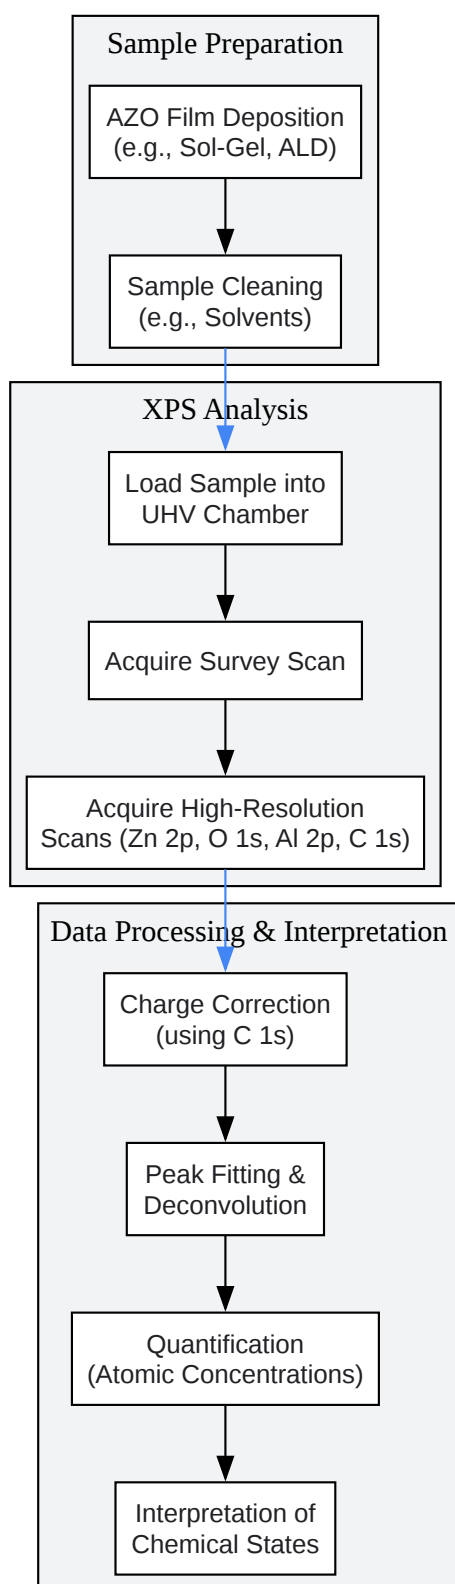 Sample Preparation
AZO Film Deposition
(e.g., Sol-Gel, ALD)
Sample Cleaning
(e.g., Solvents)
XPS Analysis
Load Sample into
UHV Chamber
Acquire Survey Scan
Acquire High-Resolution
Scans (Zn 2p, O 1s, Al 2p, C 1s)
Data Processing & Interpretation
Charge Correction
(using C 1s)
Peak Fitting &
Deconvolution
Quantification
(Atomic Concentrations)
Interpretation of
Chemical States